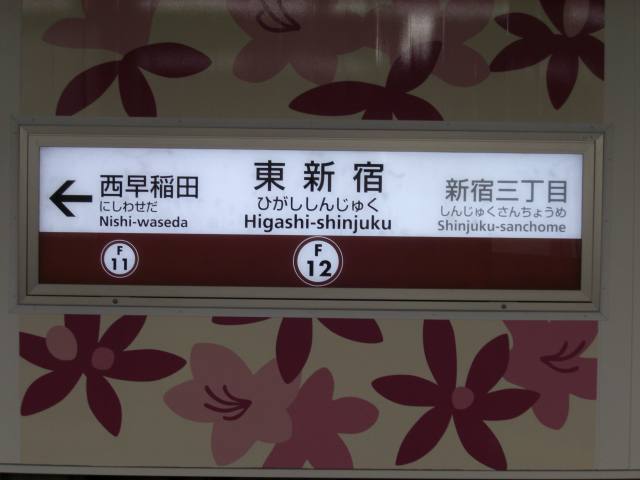 西早稲田
にしわせだ
Nishi-waseda
F
11
東新宿
ひがししんじゅく
Higashi-shinjuku
F
12
新宿三丁目
しんじゅくさんちょうめ
Shinjuku-sanchome